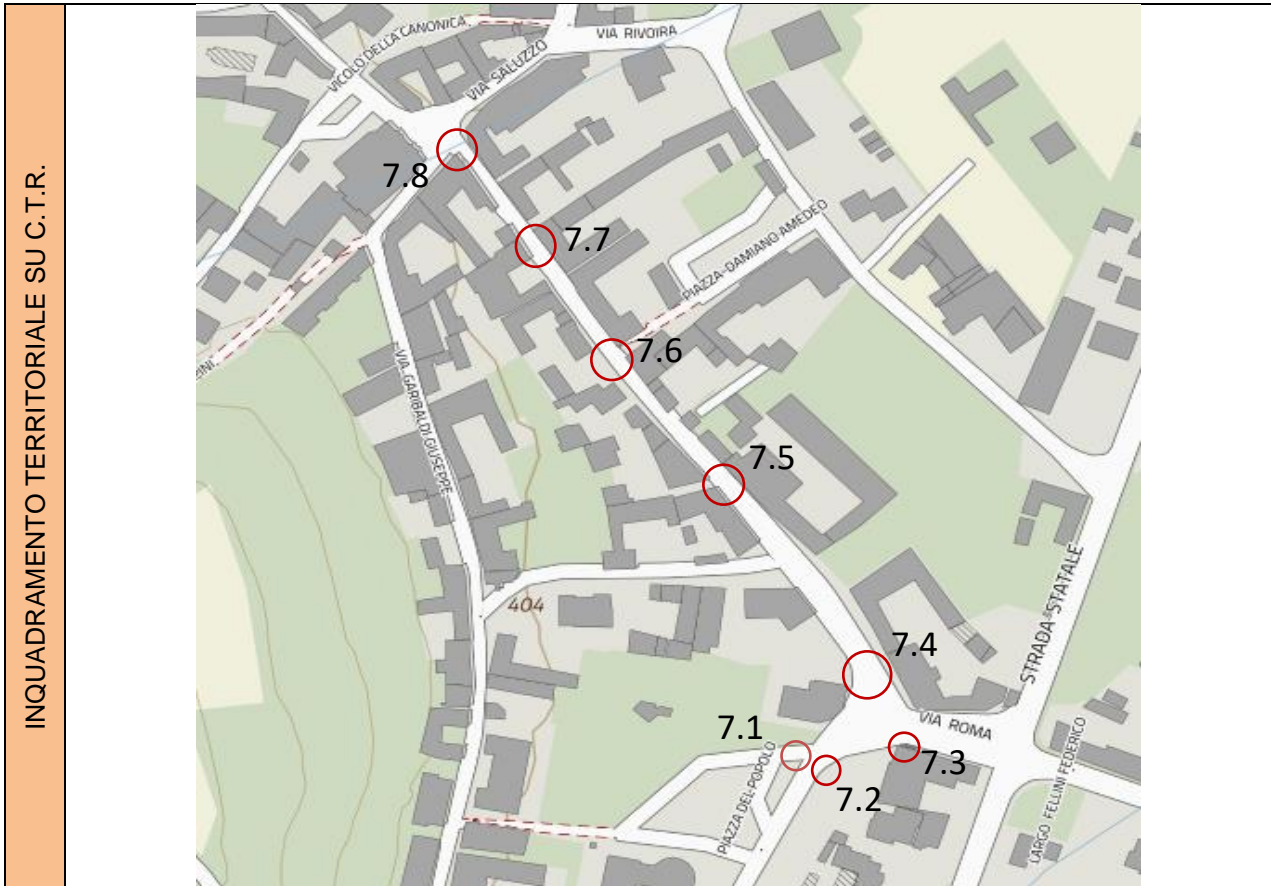 INQUADRAMENTO TERRITORIALE SU C.T.R.
VIA RIVOIRA
VICOLO DELLA CANONICA
VIA SALUZZO
7.8
7.7
PIAZZA DAMIANO AMEDEO
7.6
VIA GARIBALDI GIUSEPPE
7.5
404
STRADA STATALE
7.4
VIA ROMA
7.1
7.3
7.2
PIAZZA DEL POPOLO
LARGO FELLINI FEDERICO